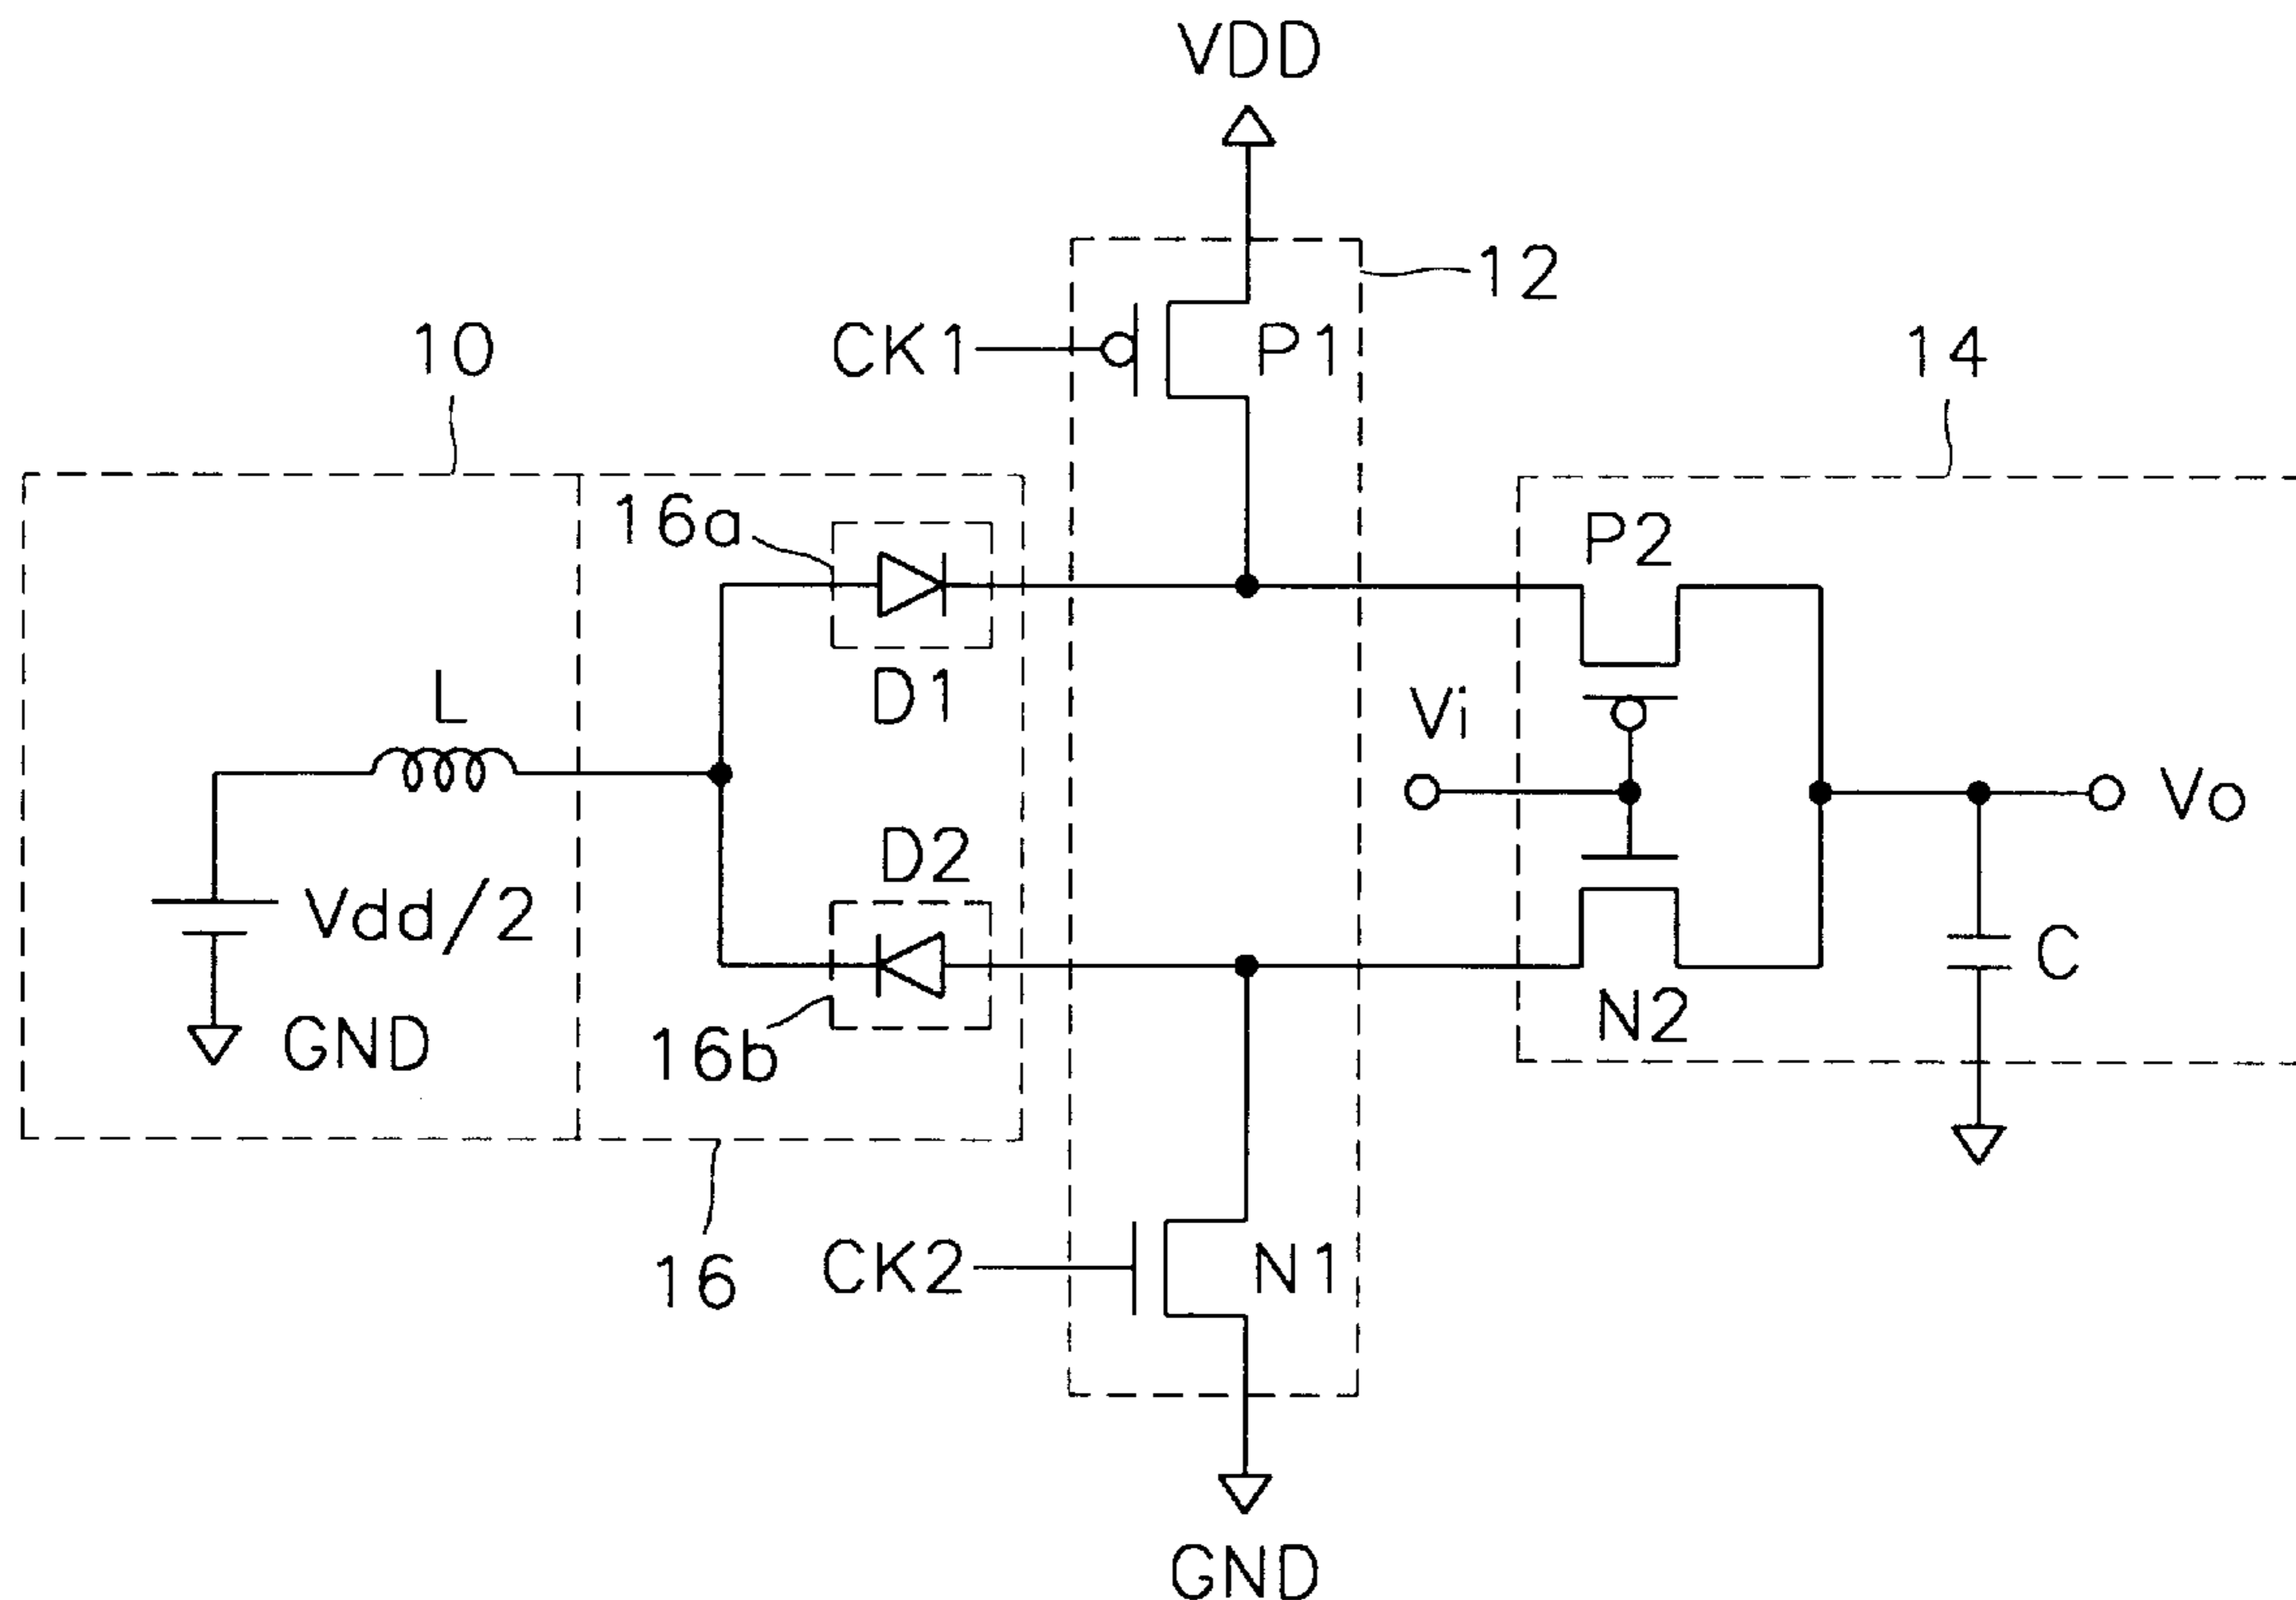 VDD
12
10
CK1
P1
14
16a
P2
D1
L
Vi
D2
Vo
Vdd/2
C
GND
N2
16b
16
CK2
N1
GND